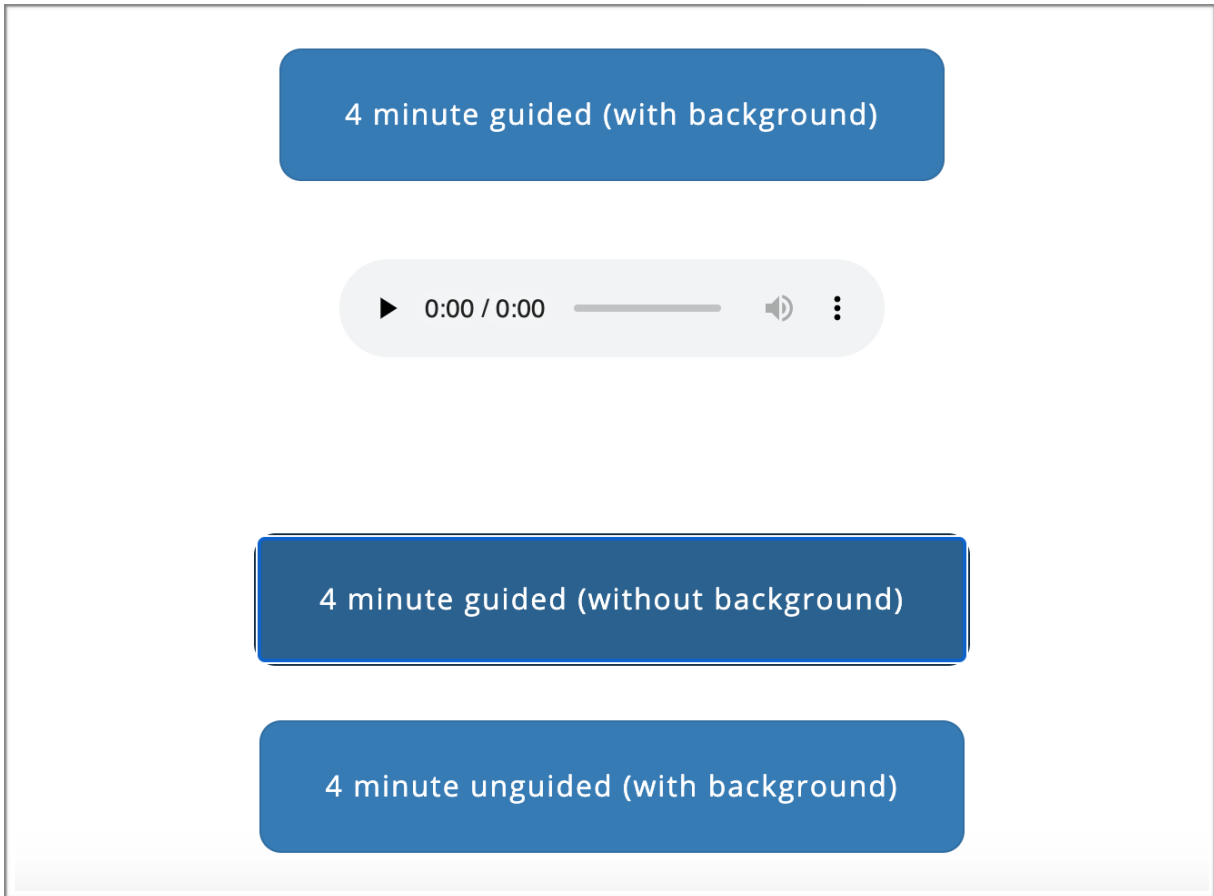 4 minute guided (with background)
0:00 / 0:00
4 minute guided (without background)
4 minute unguided (with background)